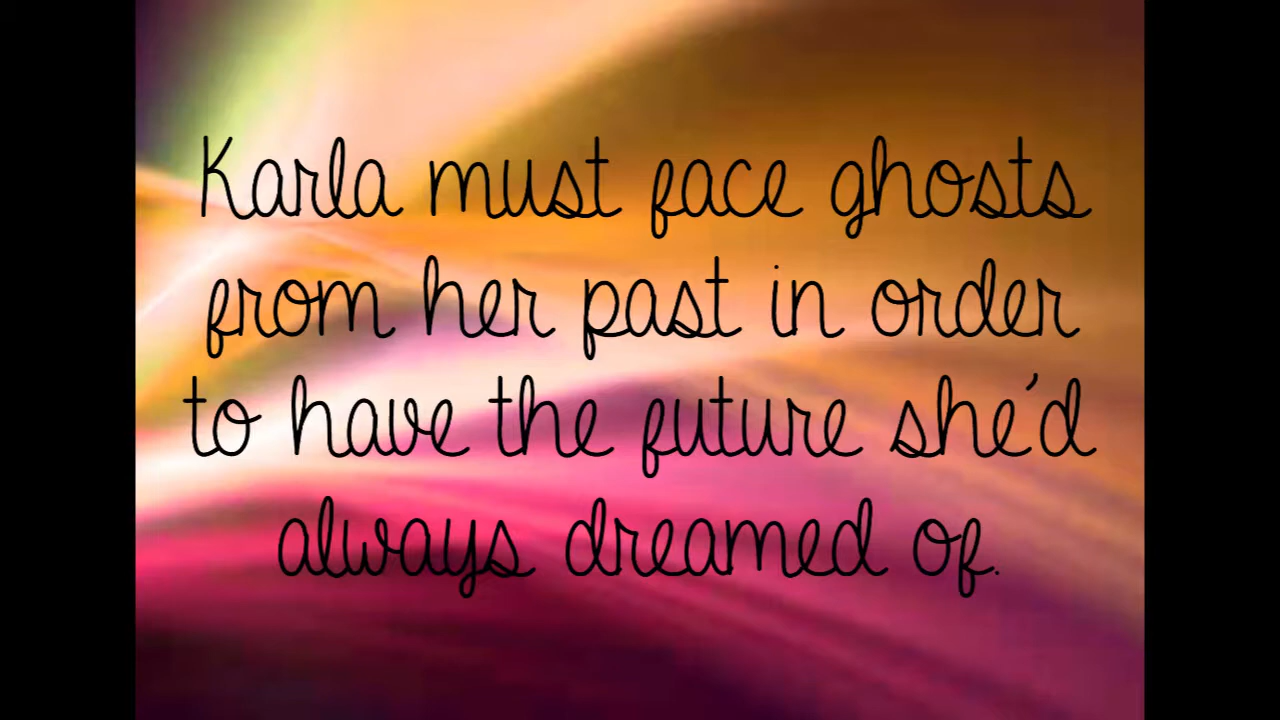 Karla must face ghosts
from her past in order
to have the future she'd
always dreamed of.